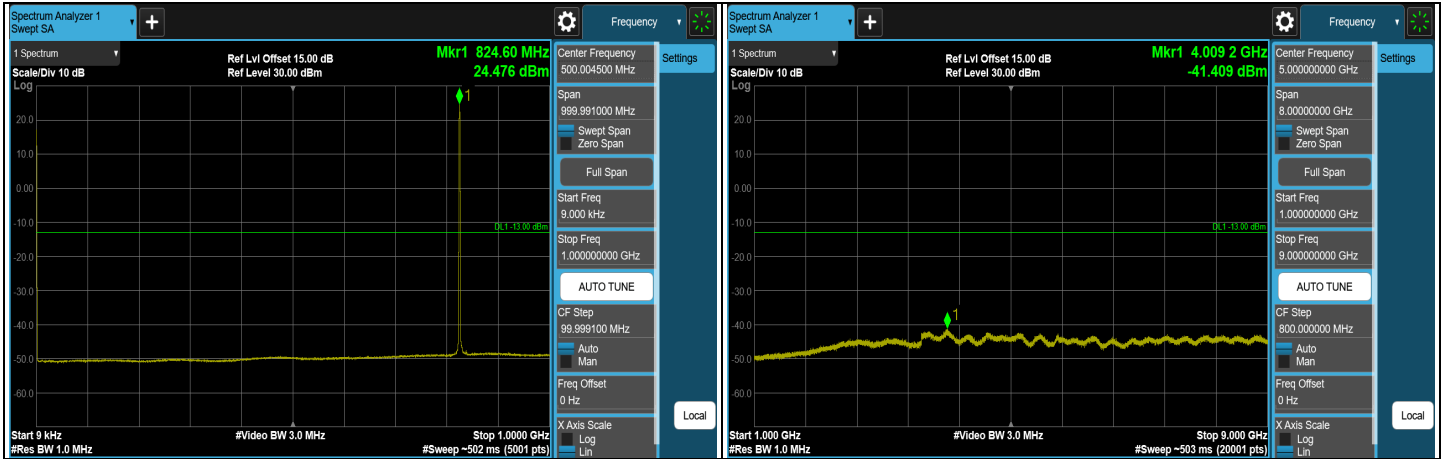 Spectrum Analyzer 1
Swept SA
+
Frequency
1 Spectrum
Scale/Div 10 dB
Log
Ref Lvl Offset 15.00 dB
Ref Level 30.00 dBm
Mkr1 824.60 MHz
24.476 dBm
1
20.0
10.0
0.00
-10.0
-20.0
-30.0
-40.0
-50.0
-60.0
DL1 -13.00 dBm
Start 9 kHz
#Res BW 1.0 MHz
#Video BW 3.0 MHz
Stop 1.0000 GHz
#Sweep ~502 ms (5001 pts)
Center Frequency
500.004500 MHz
Settings
Span
999.991000 MHz
Swept Span
Zero Span
Full Span
Start Freq
9.000 kHz
Stop Freq
1.000000000 GHz
AUTO TUNE
CF Step
99.999100 MHz
Auto
Man
Freq Offset
0 Hz
Local
X Axis Scale
Log
Lin
Spectrum Analyzer 1
Swept SA
+
Frequency
1 Spectrum
Scale/Div 10 dB
Log
Ref Lvl Offset 15.00 dB
Ref Level 30.00 dBm
Mkr1 4.009 2 GHz
-41.409 dBm
1
20.0
10.0
0.00
-10.0
-20.0
-30.0
-40.0
-50.0
-60.0
DL1 -13.00 dBm
Start 1.000 GHz
#Res BW 1.0 MHz
#Video BW 3.0 MHz
Stop 9.000 GHz
#Sweep ~503 ms (20001 pts)
Center Frequency
5.000000000 GHz
Settings
Span
8.00000000 GHz
Swept Span
Zero Span
Full Span
Start Freq
1.000000000 GHz
Stop Freq
9.000000000 GHz
AUTO TUNE
CF Step
800.000000 MHz
Auto
Man
Freq Offset
0 Hz
Local
X Axis Scale
Log
Lin